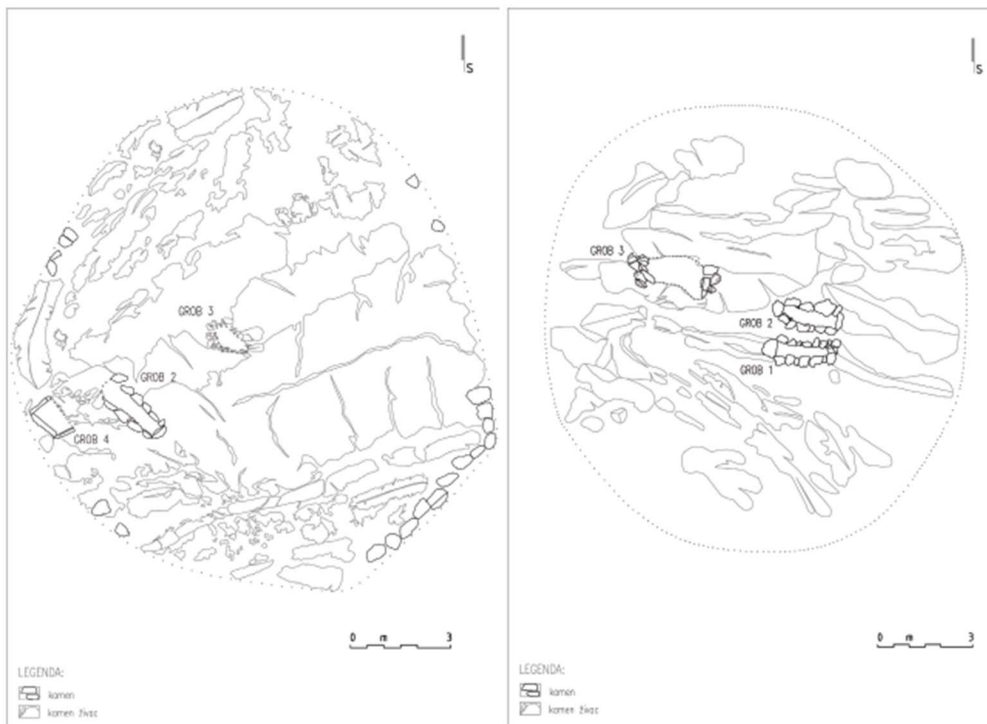 S
GROB 3
GROB 2
GROB 4
0 m 3
LEGENDA:
kamen
kamen živac
S
GROB 3
GROB 2
GROB 1
0 m 3
LEGENDA:
kamen
kamen živac